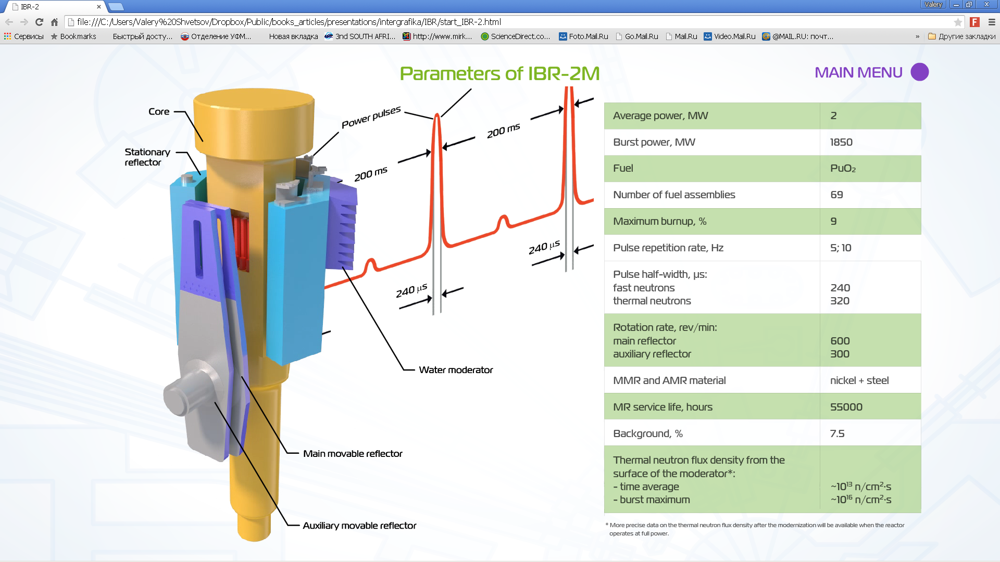 IBR-2
Valery
file:///C:/Users/Valery%20Shvetsov/Dropbox/Public/books_articles/presentations/intergrafika/IBR/start_IBR-2.html
Сервисы
Bookmarks
Быстрый досту...
Отделение УФМ...
Новая вкладка
3nd SOUTH AFRI...
http://www.mirk...
ScienceDirect.co...
Foto.Mail.Ru
Go.Mail.Ru
Mail.Ru
Video.Mail.Ru
@MAIL.RU: почт...
»
Другие закладки
Parameters of IBR-2M
MAIN MENU
Core
Stationary
reflector
Power pulses
200 ms
200 ms
240 µs
240 µs
Water moderator
Main movable reflector
Auxiliary movable reflector
Average power, MW 2
Burst power, MW 1850
Fuel PuO₂
Number of fuel assemblies 69
Maximum burnup, % 9
Pulse repetition rate, Hz 5; 10
Pulse half-width, µs:
fast neutrons 240
thermal neutrons 320
Rotation rate, rev/min:
main reflector 600
auxiliary reflector 300
MMR and AMR material nickel + steel
MR service life, hours 55000
Background, % 7.5
Thermal neutron flux density from the
surface of the moderator*:
- time average ~10¹³ n/cm²·s
- burst maximum ~10¹⁶ n/cm²·s
* More precise data on the thermal neutron flux density after the modernization will be available when the reactor
operates at full power.